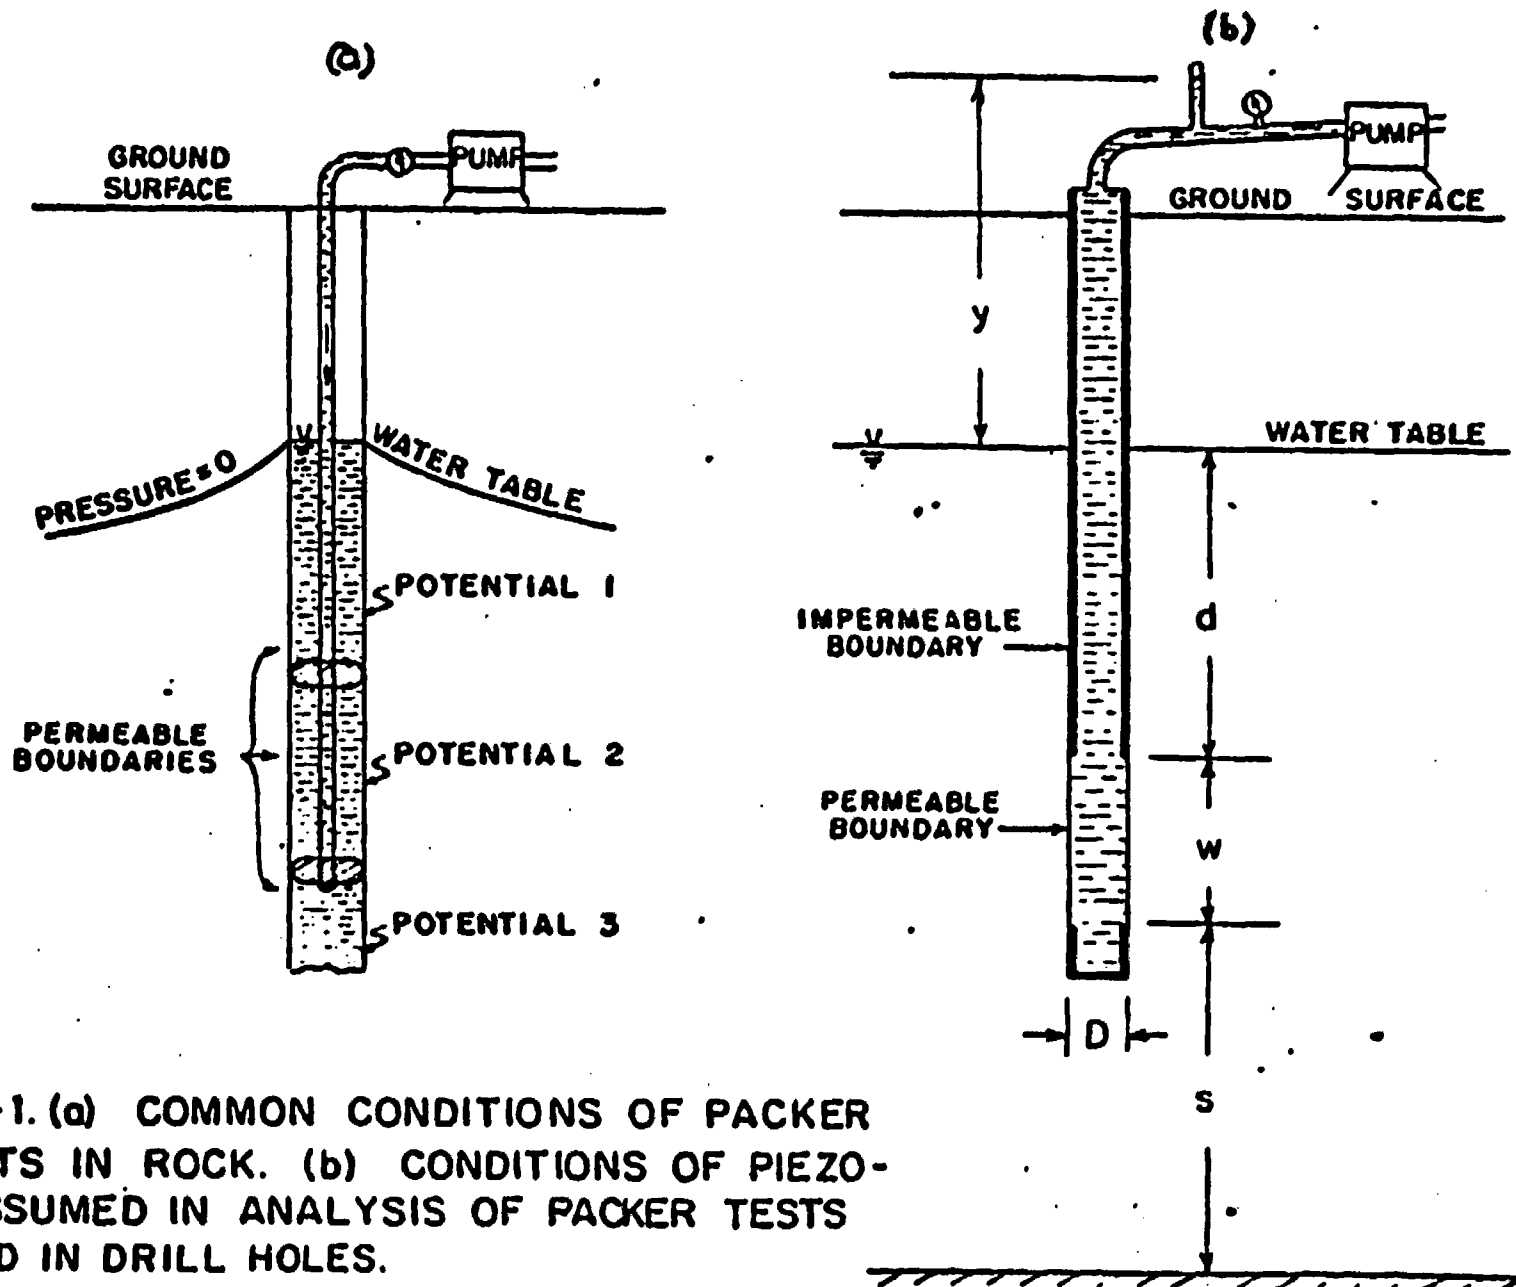 (a)
GROUND
SURFACE
PUMP
PRESSURE=0
WATER TABLE
POTENTIAL 1
PERMEABLE
BOUNDARIES
POTENTIAL 2
POTENTIAL 3
(b)
PUMP
GROUND SURFACE
y
WATER TABLE
IMPERMEABLE
BOUNDARY
d
PERMEABLE
BOUNDARY
w
D
s
-1. (a) COMMON CONDITIONS OF PACKER
TS IN ROCK. (b) CONDITIONS OF PIEZO-
SSUMED IN ANALYSIS OF PACKER TESTS
D IN DRILL HOLES.